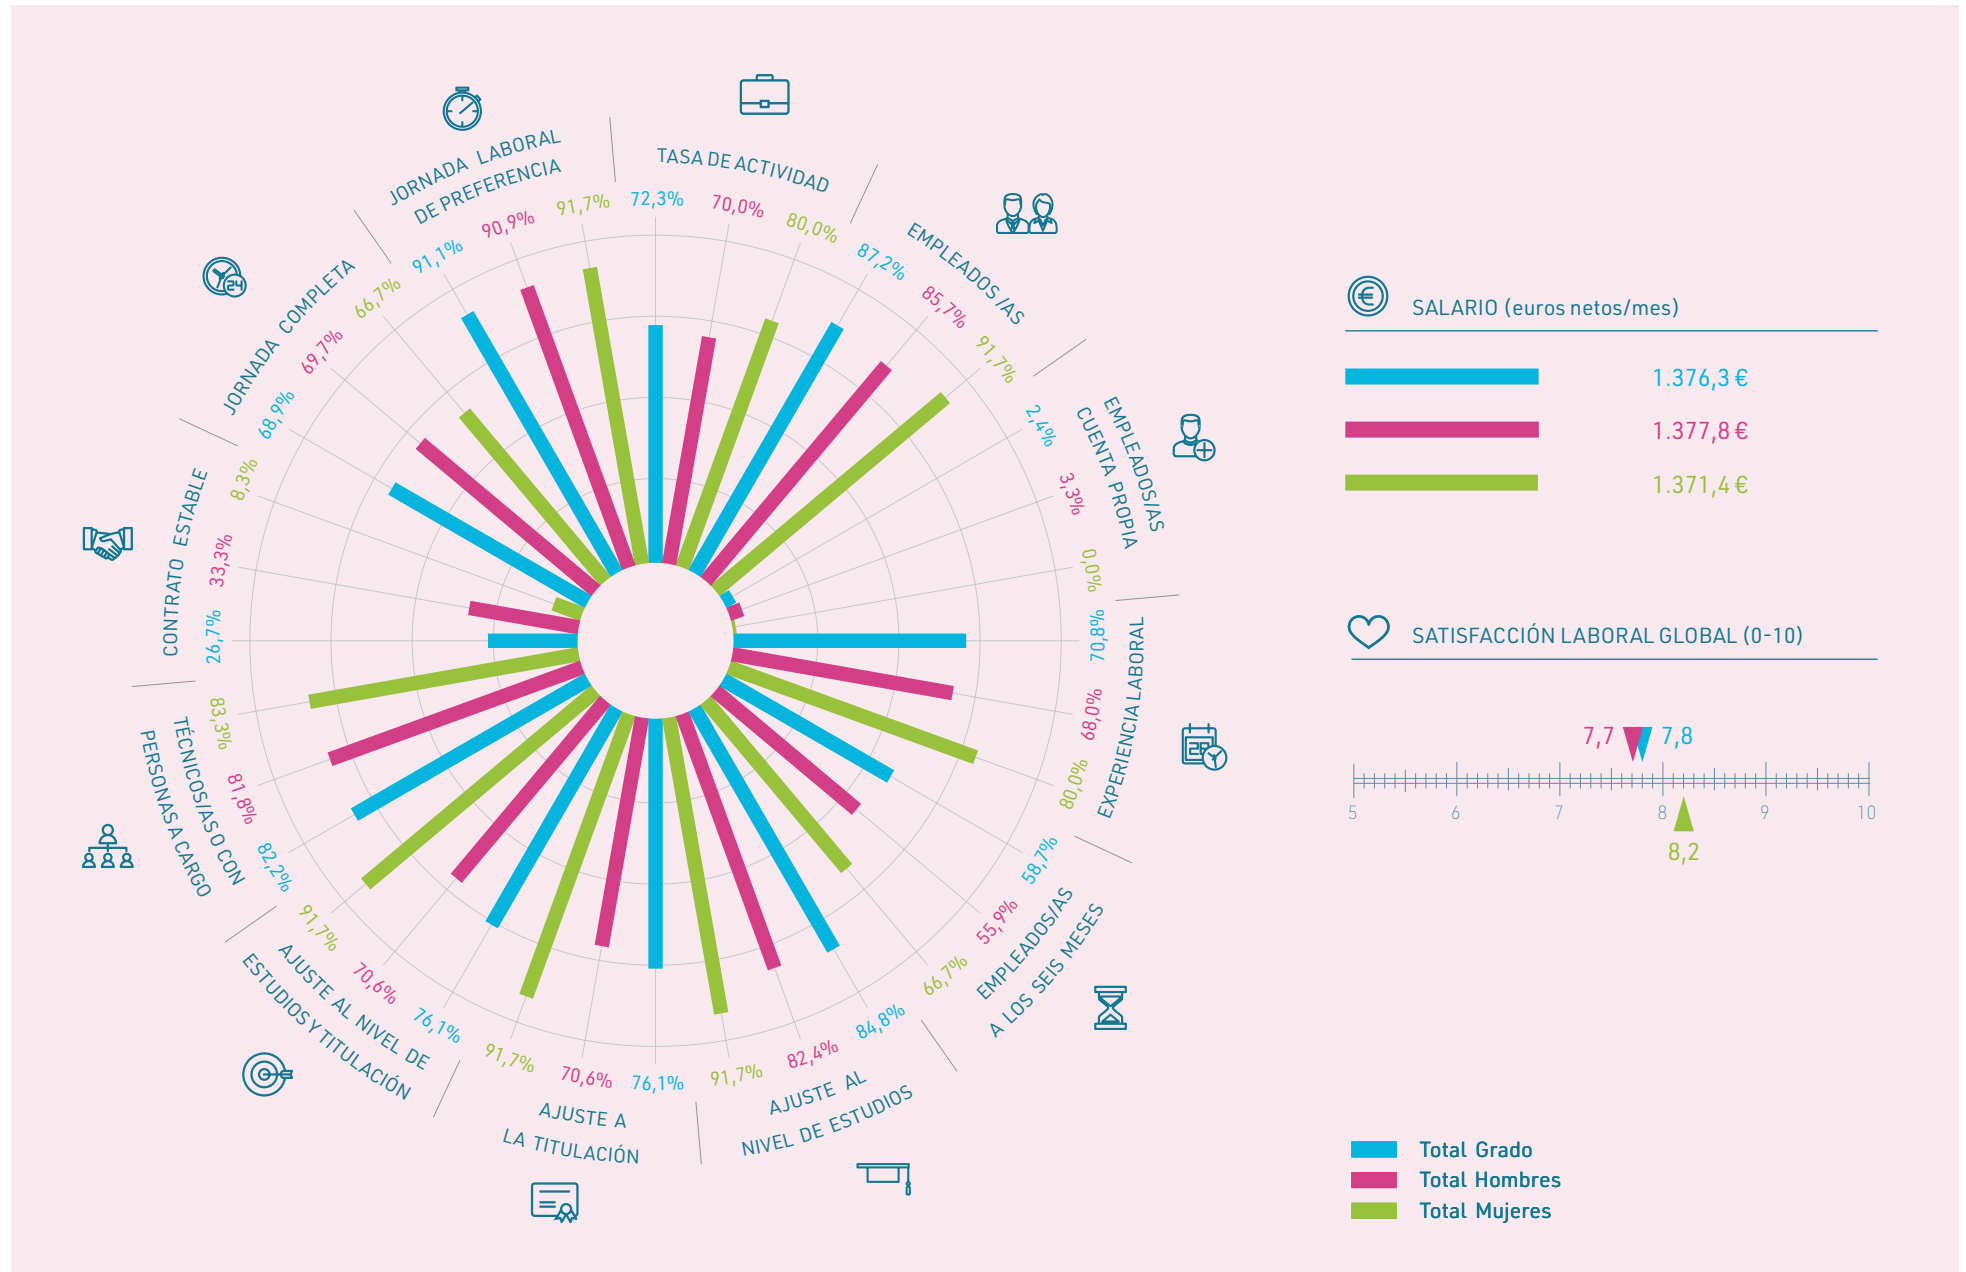 TASA DE ACTIVIDAD
72,3%
70,0%
80,0%
EMPLEADOS/AS
87,2%
85,7%
91,7%
EMPLEADOS/AS
CUENTA PROPIA
2,4%
3,3%
0,0%
EXPERIENCIA LABORAL
70,8%
68,0%
80,0%
EMPLEADOS/AS
A LOS SEIS MESES
58,7%
55,9%
66,7%
AJUSTE AL
NIVEL DE ESTUDIOS
84,8%
82,4%
91,7%
AJUSTE A
LA TITULACIÓN
76,1%
70,6%
91,7%
AJUSTE AL NIVEL DE
ESTUDIOS Y TITULACIÓN
76,1%
70,6%
91,7%
TÉCNICOS/AS O CON
PERSONAS A CARGO
82,2%
81,8%
83,3%
CONTRATO ESTABLE
26,7%
33,3%
8,3%
JORNADA COMPLETA
68,9%
69,7%
66,7%
JORNADA LABORAL
DE PREFERENCIA
91,1%
90,9%
91,7%
24
28
SALARIO (euros netos/mes)
1.376,3 €
1.377,8 €
1.371,4 €
SATISFACCIÓN LABORAL GLOBAL (0-10)
7,7 7,8
5 6 7 8 9 10
8,2
Total Grado
Total Hombres
Total Mujeres